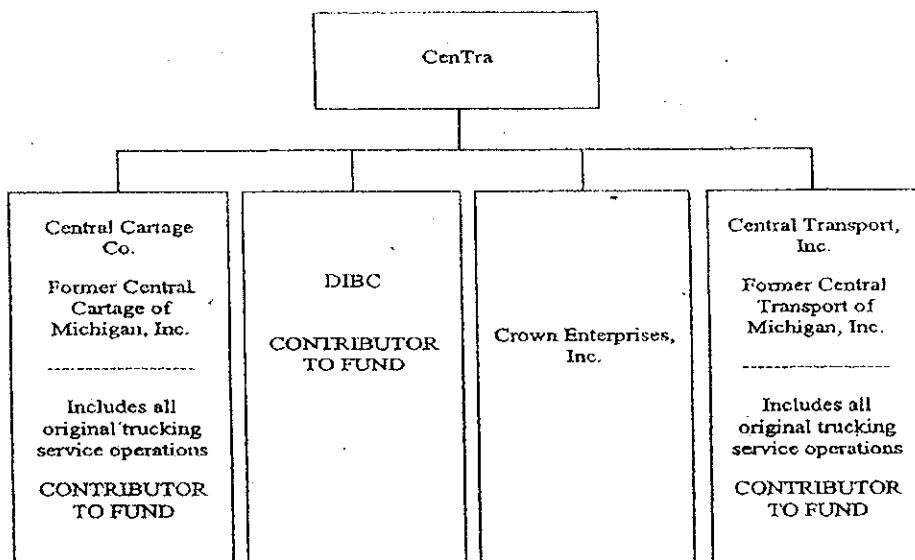 CenTra
Central Cartage
Co.
Former Central
Cartage of
Michigan, Inc.
----------------------
Includes all
original trucking
service operations
CONTRIBUTOR
TO FUND
DIBC
CONTRIBUTOR
TO FUND
Crown Enterprises,
Inc.
Central Transport,
Inc.
Former Central
Transport of
Michigan, Inc.
----------------------
Includes all
original trucking
service operations
CONTRIBUTOR
TO FUND